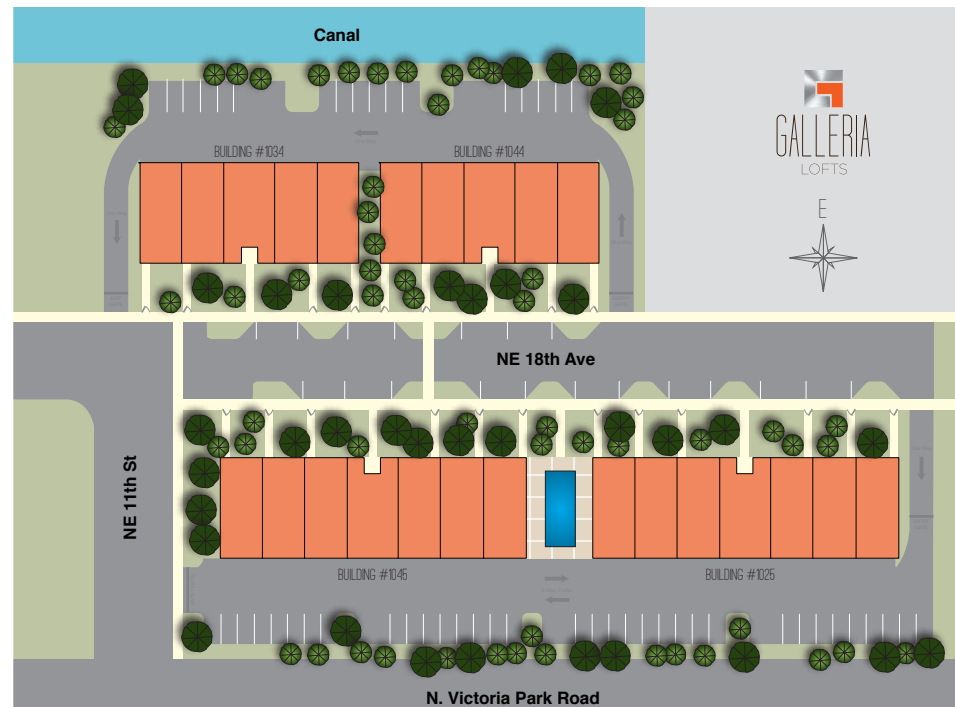 Canal
GALLERIA
LOFTS
E
BUILDING #1034
BUILDING #1044
NE 18th Ave
NE 11th St
BUILDING #1045
BUILDING #1025
N. Victoria Park Road